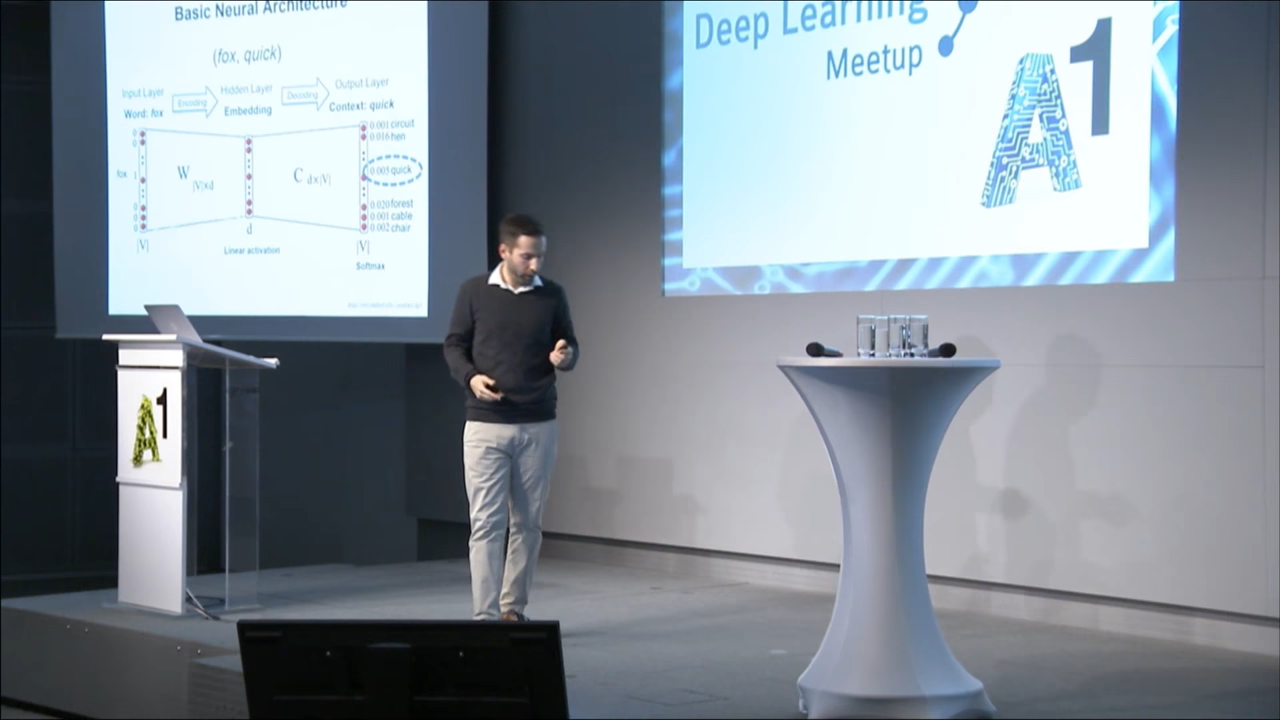 Basic Neural Architecture
(fox, quick)
Input Layer
Encoding
Hidden Layer
Decoding
Output Layer
Word: fox
Embedding
Context: quick
0.001 circuit
0.016 hen
fox
W |V|×d
C d×|V|
0.005 quick
0.020 forest
0.001 cable
0.002 chair
|V|
d
|V|
Linear activation
Softmax
Deep Learning
Meetup
A1
A1